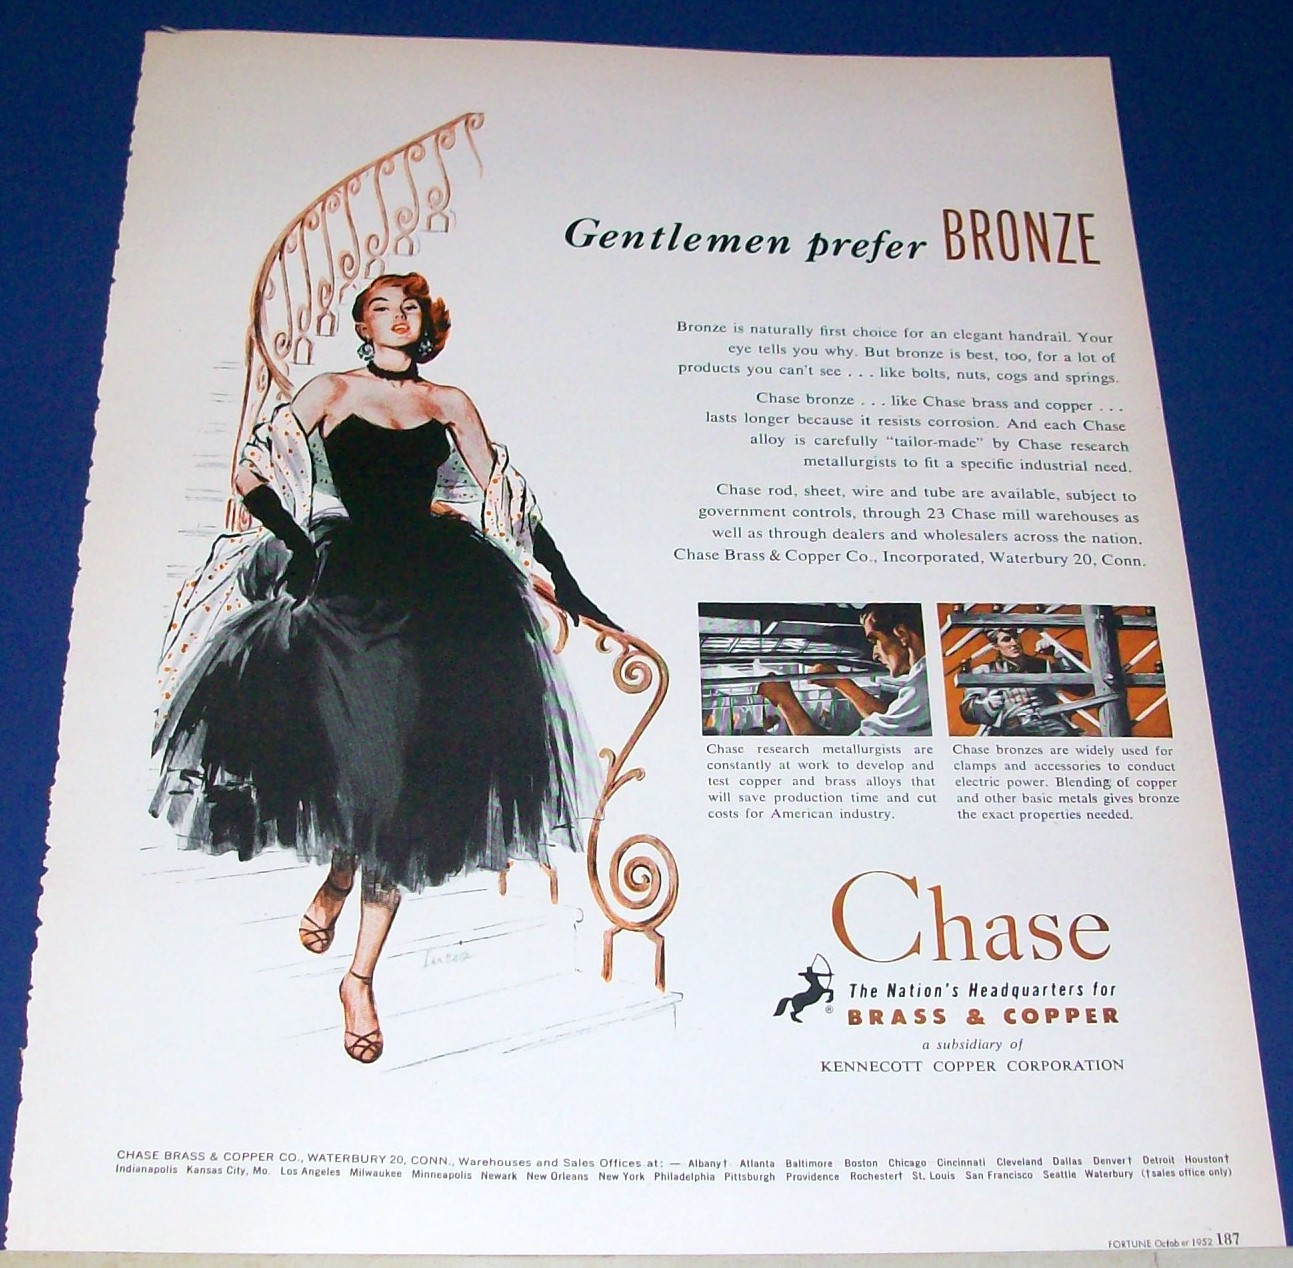 Gentlemen prefer BRONZE
Bronze is naturally first choice for an elegant handrail. Your
eye tells you why. But bronze is best, too, for a lot of
products you can't see . . . like bolts, nuts, cogs and springs.
Chase bronze . . . like Chase brass and copper . . .
lasts longer because it resists corrosion. And each Chase
alloy is carefully “tailor-made” by Chase research
metallurgists to fit a specific industrial need.
Chase rod, sheet, wire and tube are available, subject to
government controls, through 23 Chase mill warehouses as
well as through dealers and wholesalers across the nation.
Chase Brass & Copper Co., Incorporated, Waterbury 20, Conn.
Chase research metallurgists are
constantly at work to develop and
test copper and brass alloys that
will save production time and cut
costs for American industry.
Chase bronzes are widely used for
clamps and accessories to conduct
electric power. Blending of copper
and other basic metals gives bronze
the exact properties needed.
Chase
The Nation's Headquarters for
®
BRASS & COPPER
a subsidiary of
KENNECOTT COPPER CORPORATION
CHASE BRASS & COPPER CO., WATERBURY 20, CONN., Warehouses and Sales Offices at: — Albany† Atlanta Baltimore Boston Chicago Cincinnati Cleveland Dallas Denver† Detroit Houston†
Indianapolis Kansas City, Mo. Los Angeles Milwaukee Minneapolis Newark New Orleans New York Philadelphia Pittsburgh Providence Rochester† St. Louis San Francisco Seattle Waterbury (†sales office only)
FORTUNE October 1952 187